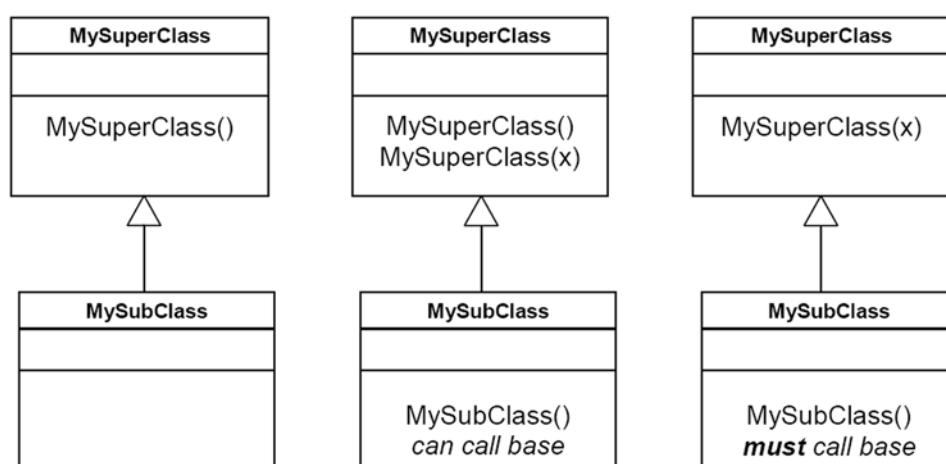 MySuperClass
MySuperClass()
MySubClass
MySuperClass
MySuperClass()
MySuperClass(x)
MySubClass
MySubClass()
can call base
MySuperClass
MySuperClass(x)
MySubClass
MySubClass()
must call base